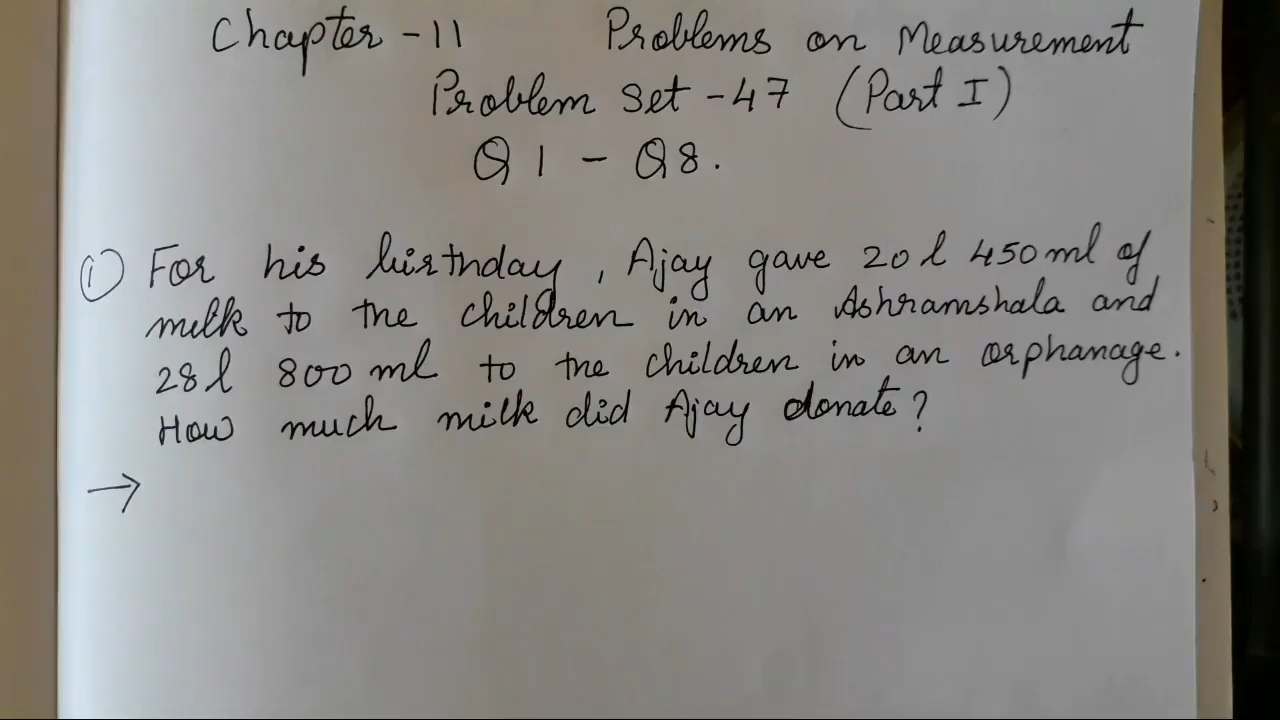 Chapter - 11 Problems on Measurement
Problem Set - 47 (Part I)
Q1 - Q8.
① For his birthday, Ajay gave 20 l 450 ml of
milk to the children in an Ashramshala and
28 l 800 ml to the children in an orphanage.
How much milk did Ajay donate?
→